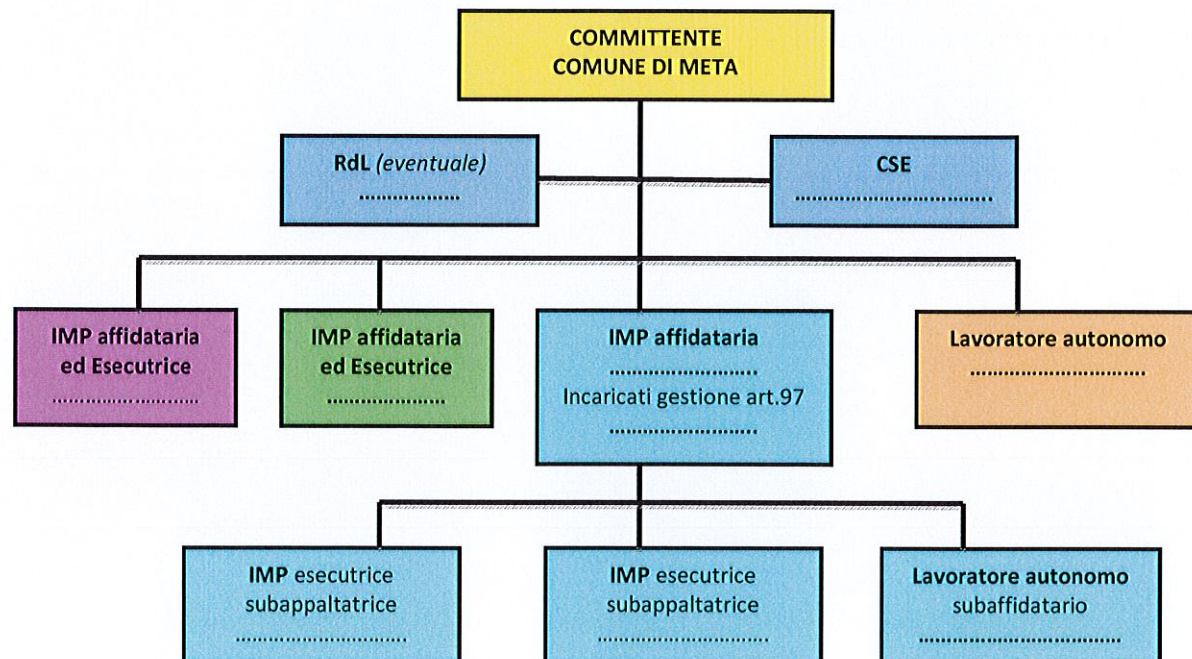 COMMITTENTE
COMUNE DI META
RdL (eventuale)
..................
CSE
................................
IMP affidataria
ed Esecutrice
........................
IMP affidataria
ed Esecutrice
....................
IMP affidataria
........................
Incaricati gestione art.97
........................
Lavoratore autonomo
............................
IMP esecutrice
subappaltatrice
............................
IMP esecutrice
subappaltatrice
............................
Lavoratore autonomo
subaffidatario
................................